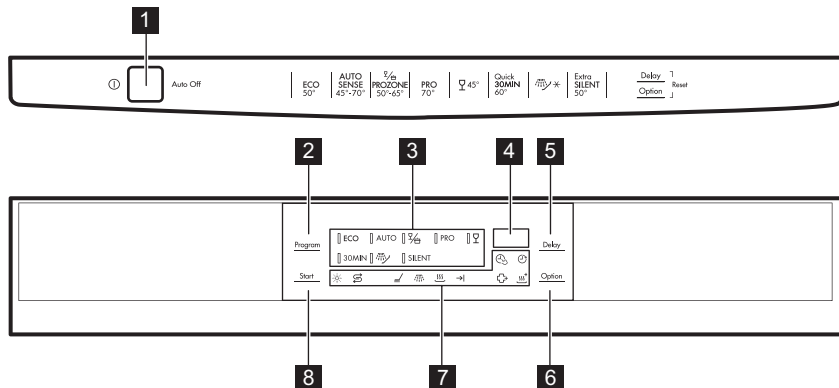 1
Auto Off
ECO 50°
AUTO SENSE 45°-70°
PROZONE 50°-65°
PRO 70°
45°
Quick 30MIN 60°
Extra SILENT 50°
Delay
Option
Reset
2
3
4
5
Program
ECO AUTO PRO
Delay
30MIN SILENT
Start
Option
8
7
6